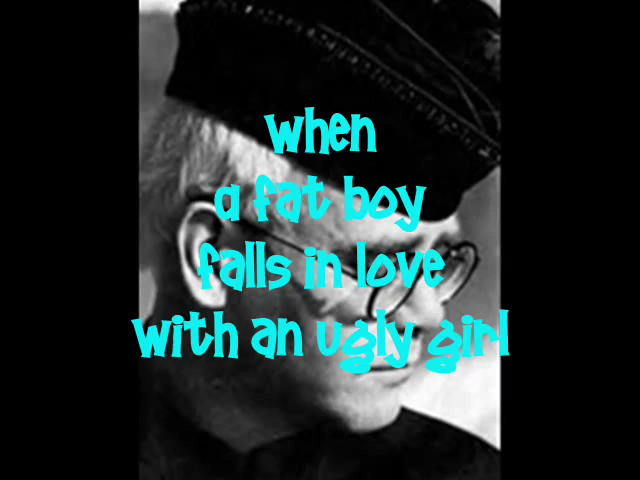 when
a fat boy
falls in love
with an ugly girl